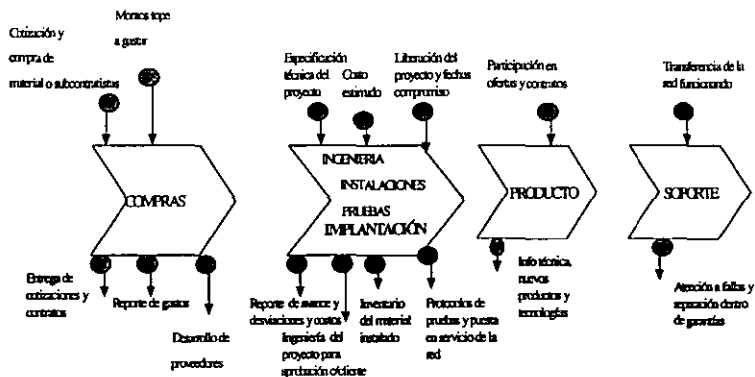 Cotización y
compra de
material o subcontratistas
Montos tope
a gastar
Especificación
técnica del
proyecto
Costo
estimado
Liberación del
proyecto y fechas
compromiso
Participación en
ofertas y contratos
Transferencia de la
red funcionando
COMPRAS
INGENIERIA
INSTALACIONES
PRUEBAS
IMPLANTACIÓN
PRODUCTO
SOPORTE
Entrega de
cotizaciones y
contratos
Reporte de gastos
Desarrollo de
proveedores
Reporte de avance y
desviaciones y costos
Ingeniería del
proyecto para
aprobación c/cliente
Inventario
del material
instalado
Protocolos de
pruebas y puesta
en servicio de la
red
Info técnica,
nuevos
productos y
tecnologías
Atención a fallas y
reparación dentro
de garantías